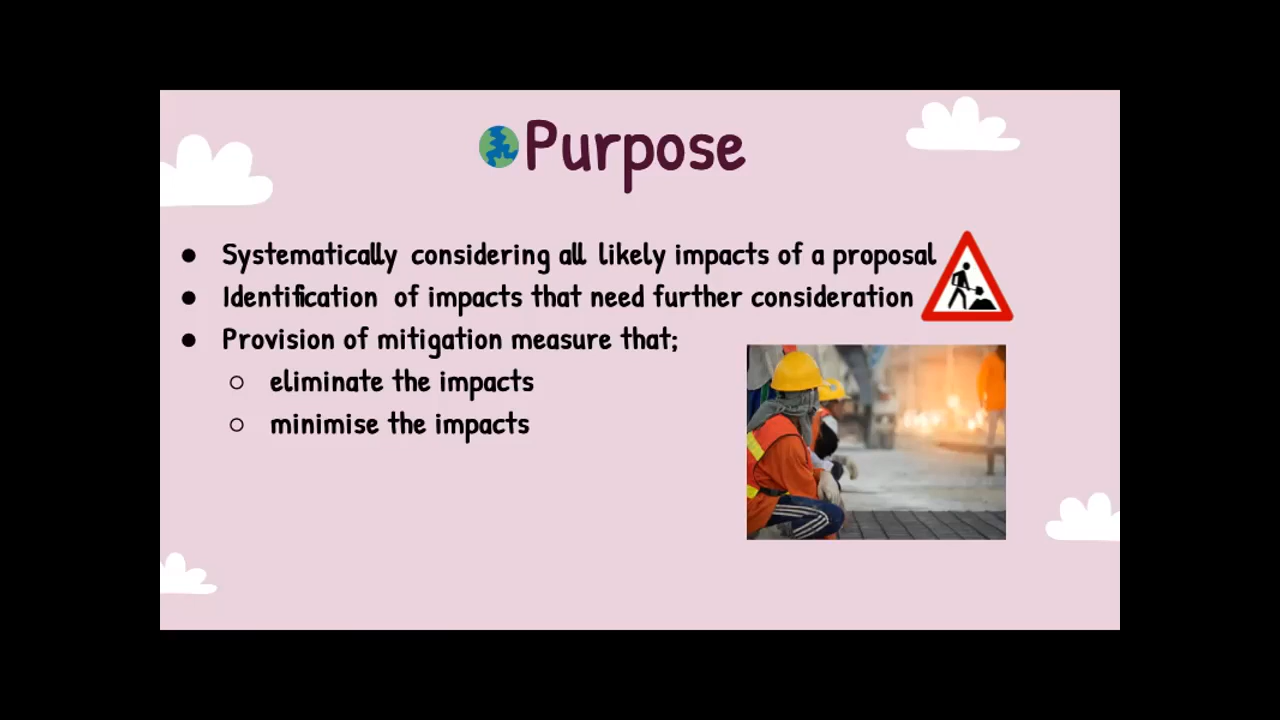 Purpose
● Systematically considering all likely impacts of a proposal
● Identification of impacts that need further consideration
● Provision of mitigation measure that;
○ eliminate the impacts
○ minimise the impacts